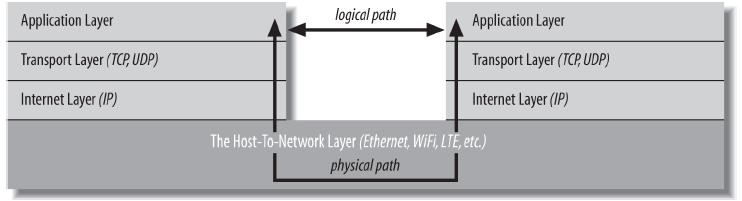 Application Layer
logical path
Application Layer
Transport Layer (TCP, UDP)
Transport Layer (TCP, UDP)
Internet Layer (IP)
Internet Layer (IP)
The Host-To-Network Layer (Ethernet, WiFi, LTE, etc.)
physical path